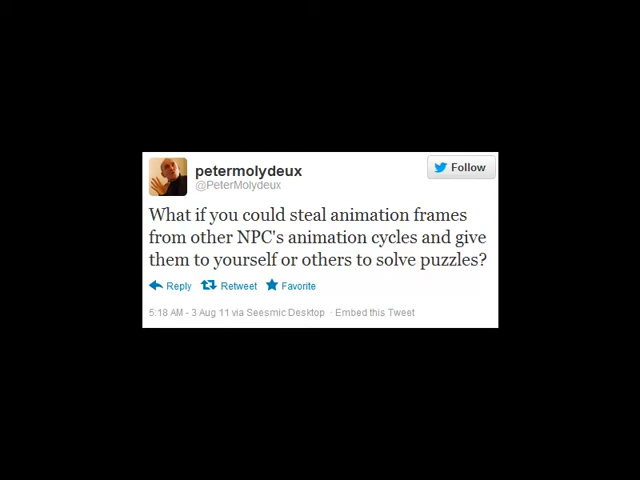 petermolydeux
@PeterMolydeux
Follow
What if you could steal animation frames
from other NPC's animation cycles and give
them to yourself or others to solve puzzles?
Reply Retweet Favorite
5:18 AM - 3 Aug 11 via Seesmic Desktop · Embed this Tweet